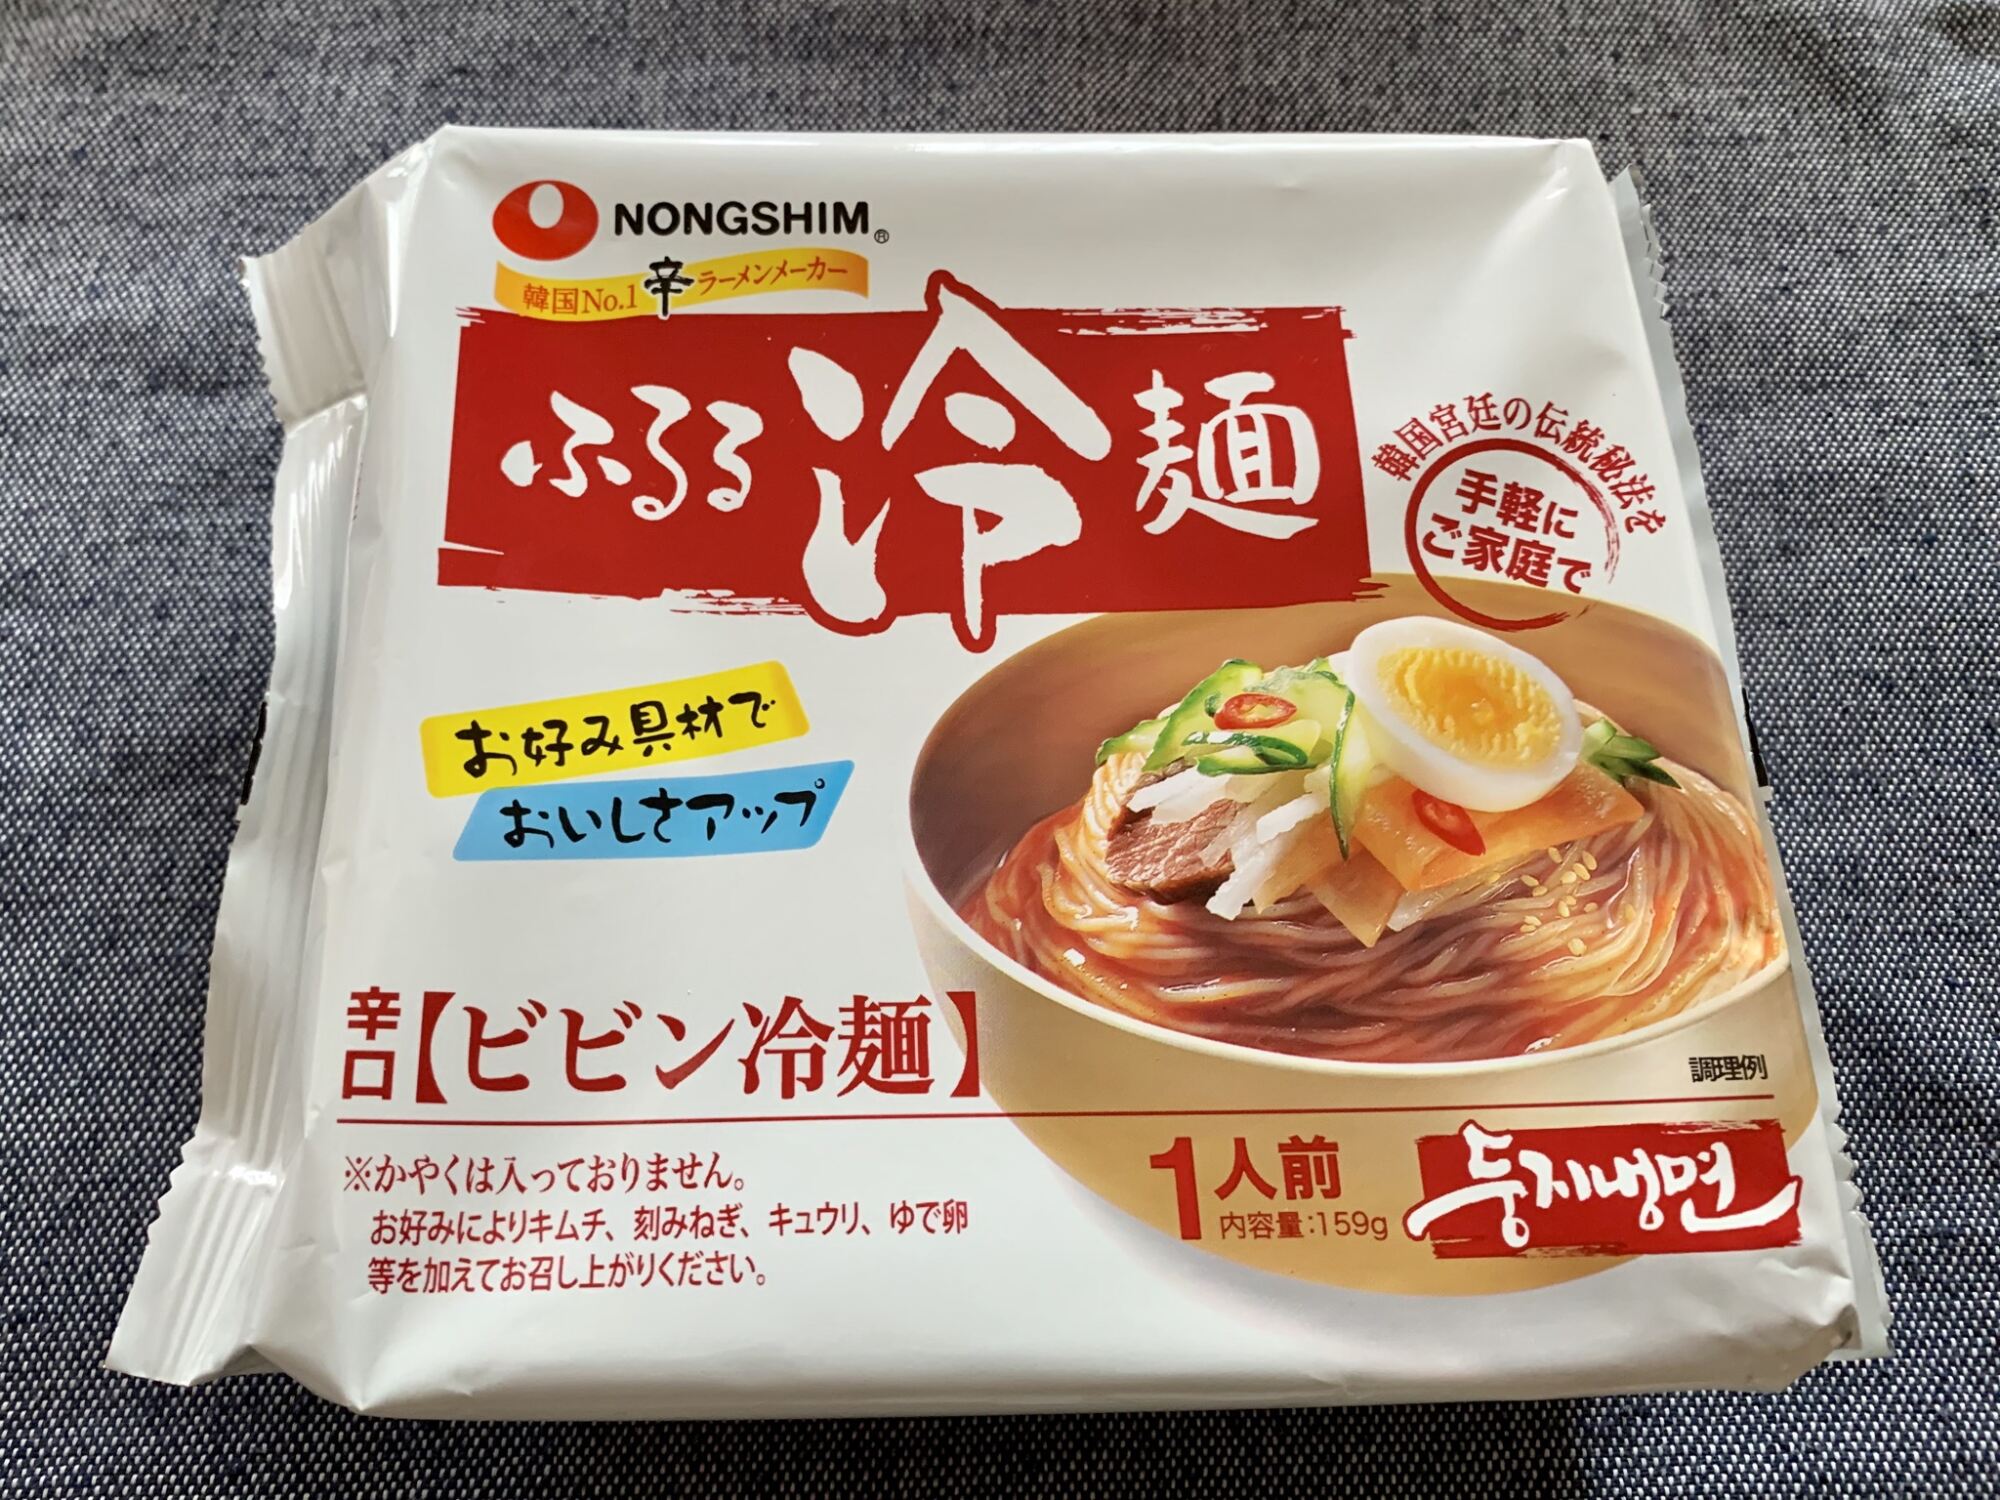 NONGSHIM®
韓国No.1辛ラーメンメーカー
ふるる冷麺
韓国宮廷の伝統秘法を
手軽に
ご家庭で
お好み具材で
おいしさアップ
辛口【ビビン冷麺】
調理例
※かやくは入っておりません。
お好みによりキムチ、刻みねぎ、キュウリ、ゆで卵
等を加えてお召し上がりください。
1人前
内容量:159g
둥지냉면